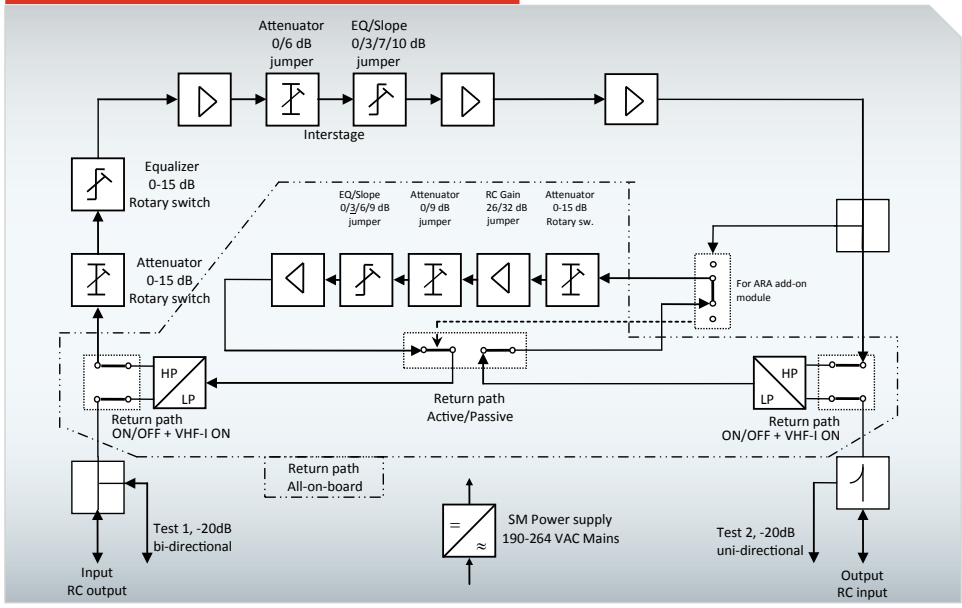 Attenuator
0/6 dB
jumper
EQ/Slope
0/3/7/10 dB
jumper
Interstage
Equalizer
0-15 dB
Rotary switch
Attenuator
0-15 dB
Rotary switch
EQ/Slope
0/3/6/9 dB
jumper
Attenuator
0/9 dB
jumper
RC Gain
26/32 dB
jumper
Attenuator
0-15 dB
Rotary sw.
For ARA add-on
module
HP
LP
Return path
ON/OFF + VHF-I ON
Return path
Active/Passive
HP
LP
Return path
ON/OFF + VHF-I ON
Return path
All-on-board
Test 1, -20dB
bi-directional
Input
RC output
=
≈
SM Power supply
190-264 VAC Mains
Test 2, -20dB
uni-directional
Output
RC input